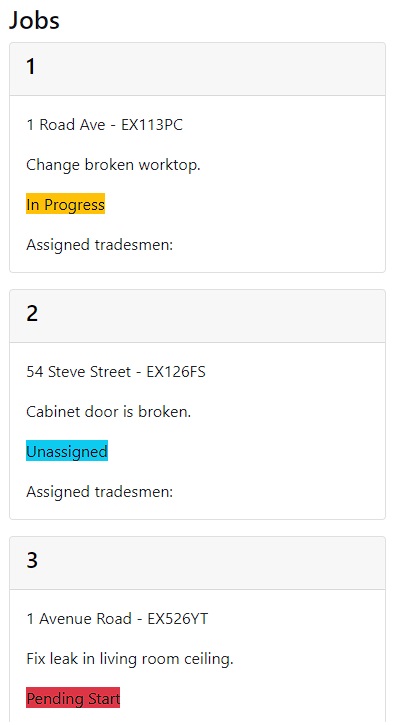 Jobs
1
1 Road Ave - EX113PC
Change broken worktop.
In Progress
Assigned tradesmen:
2
54 Steve Street - EX126FS
Cabinet door is broken.
Unassigned
Assigned tradesmen:
3
1 Avenue Road - EX526YT
Fix leak in living room ceiling.
Pending Start